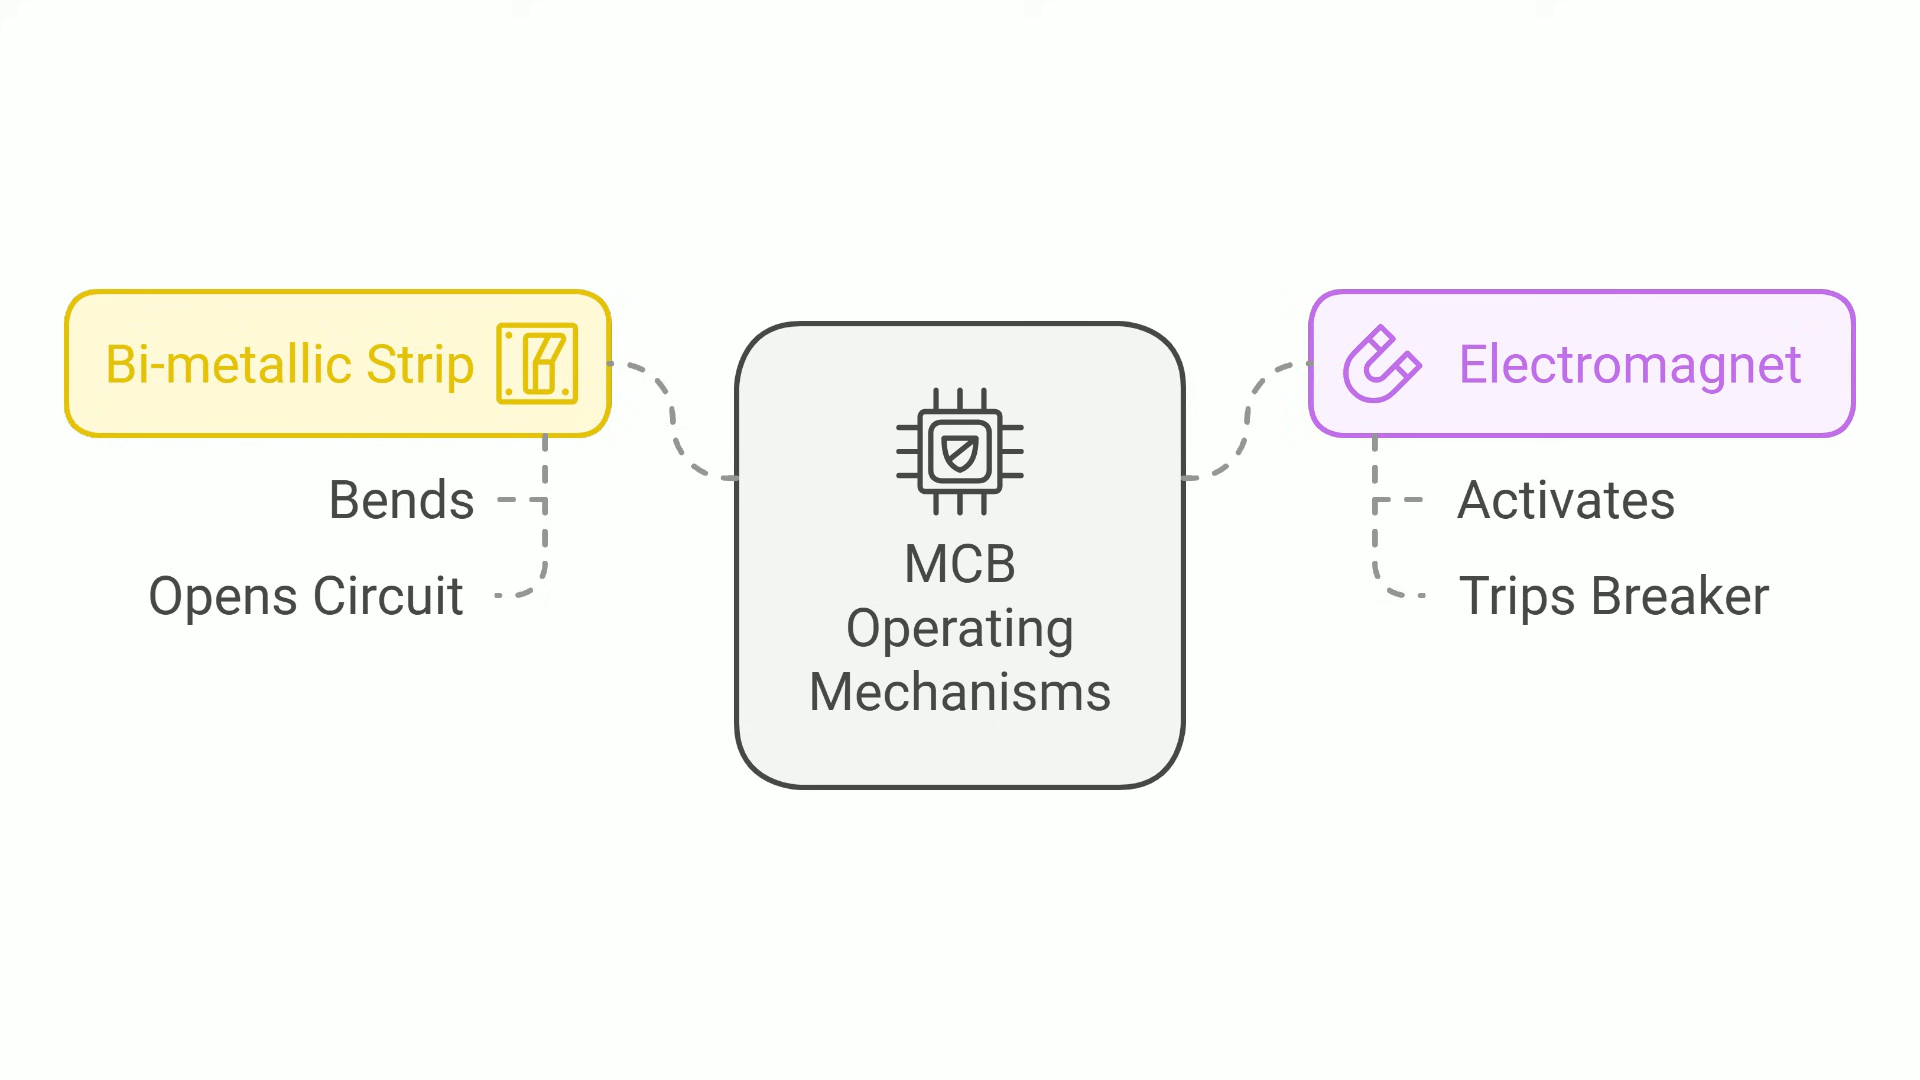 Bi-metallic Strip
Bends
Opens Circuit
MCB
Operating
Mechanisms
Electromagnet
Activates
Trips Breaker